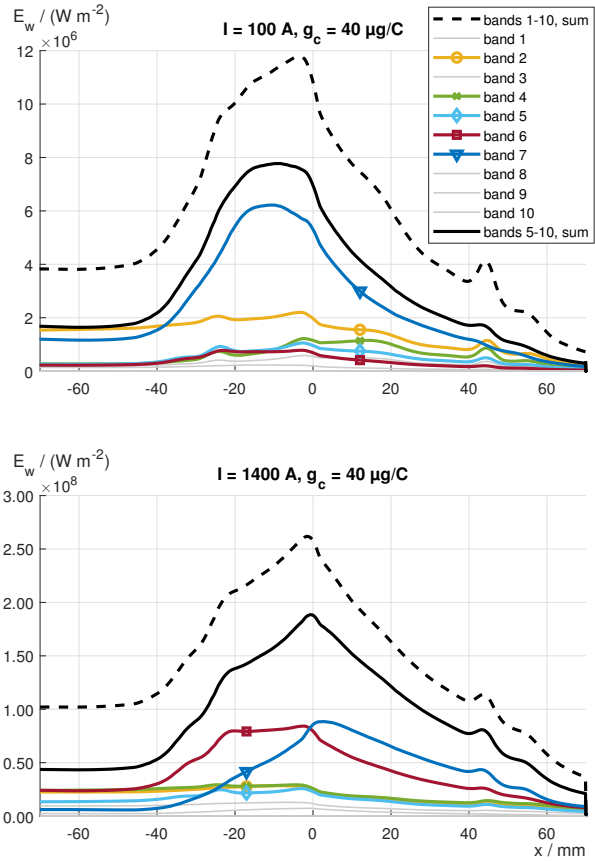 E_w / (W m^-2)
×10^6
I = 100 A, g_c = 40 µg/C
bands 1-10, sum
band 1
band 2
band 3
band 4
band 5
band 6
band 7
band 8
band 9
band 10
bands 5-10, sum
12
10
8
6
4
2
0
-60 -40 -20 0 20 40 60
E_w / (W m^-2)
×10^8
I = 1400 A, g_c = 40 µg/C
3.00
2.50
2.00
1.50
1.00
0.50
0.00
-60 -40 -20 0 20 40 60
x / mm